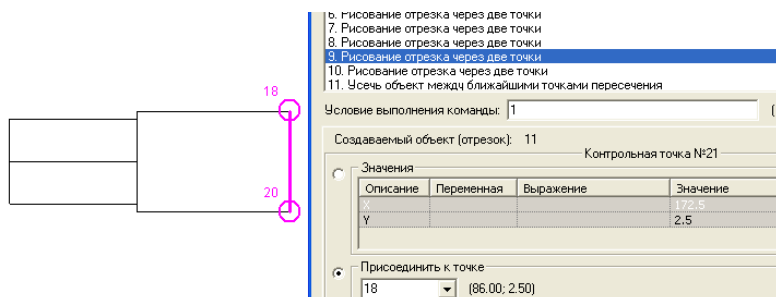 6. Рисование отрезка через две точки
7. Рисование отрезка через две точки
8. Рисование отрезка через две точки
9. Рисование отрезка через две точки
10. Рисование отрезка через две точки
11. Усечь объект между ближайшими точками пересечения
18
Условие выполнения команды: 1 (
Создаваемый объект (отрезок): 11
Контрольная точка №21
Значения
Описание Переменная Выражение Значение
X 172.5
Y 2.5
20
Присоединить к точке
18 (86.00; 2.50)